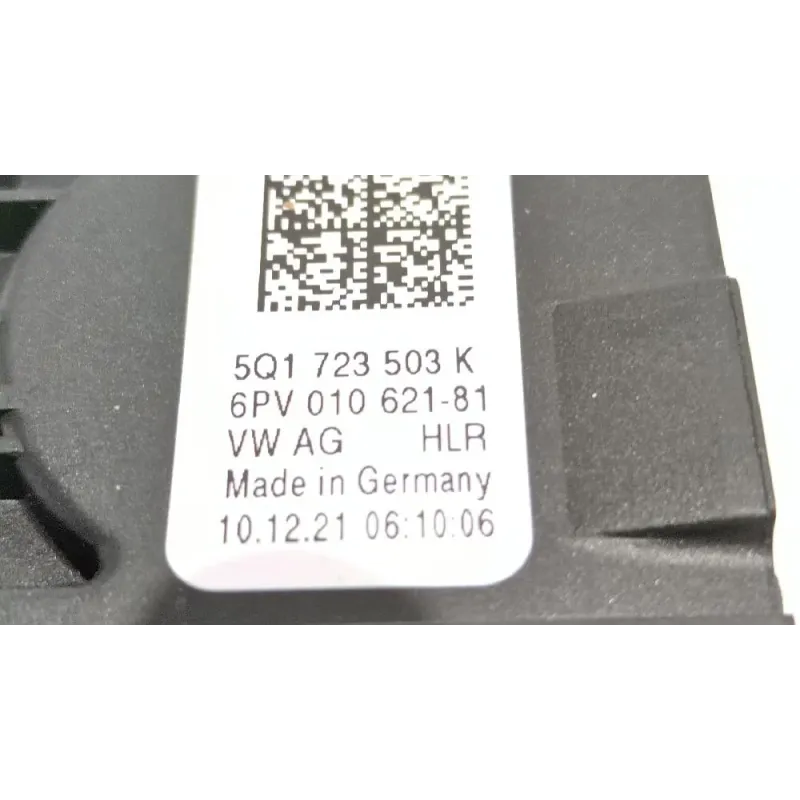 5Q1 723 503 K
6PV 010 621-81
VW AG HLR
Made in Germany
10.12.21 06:10:06